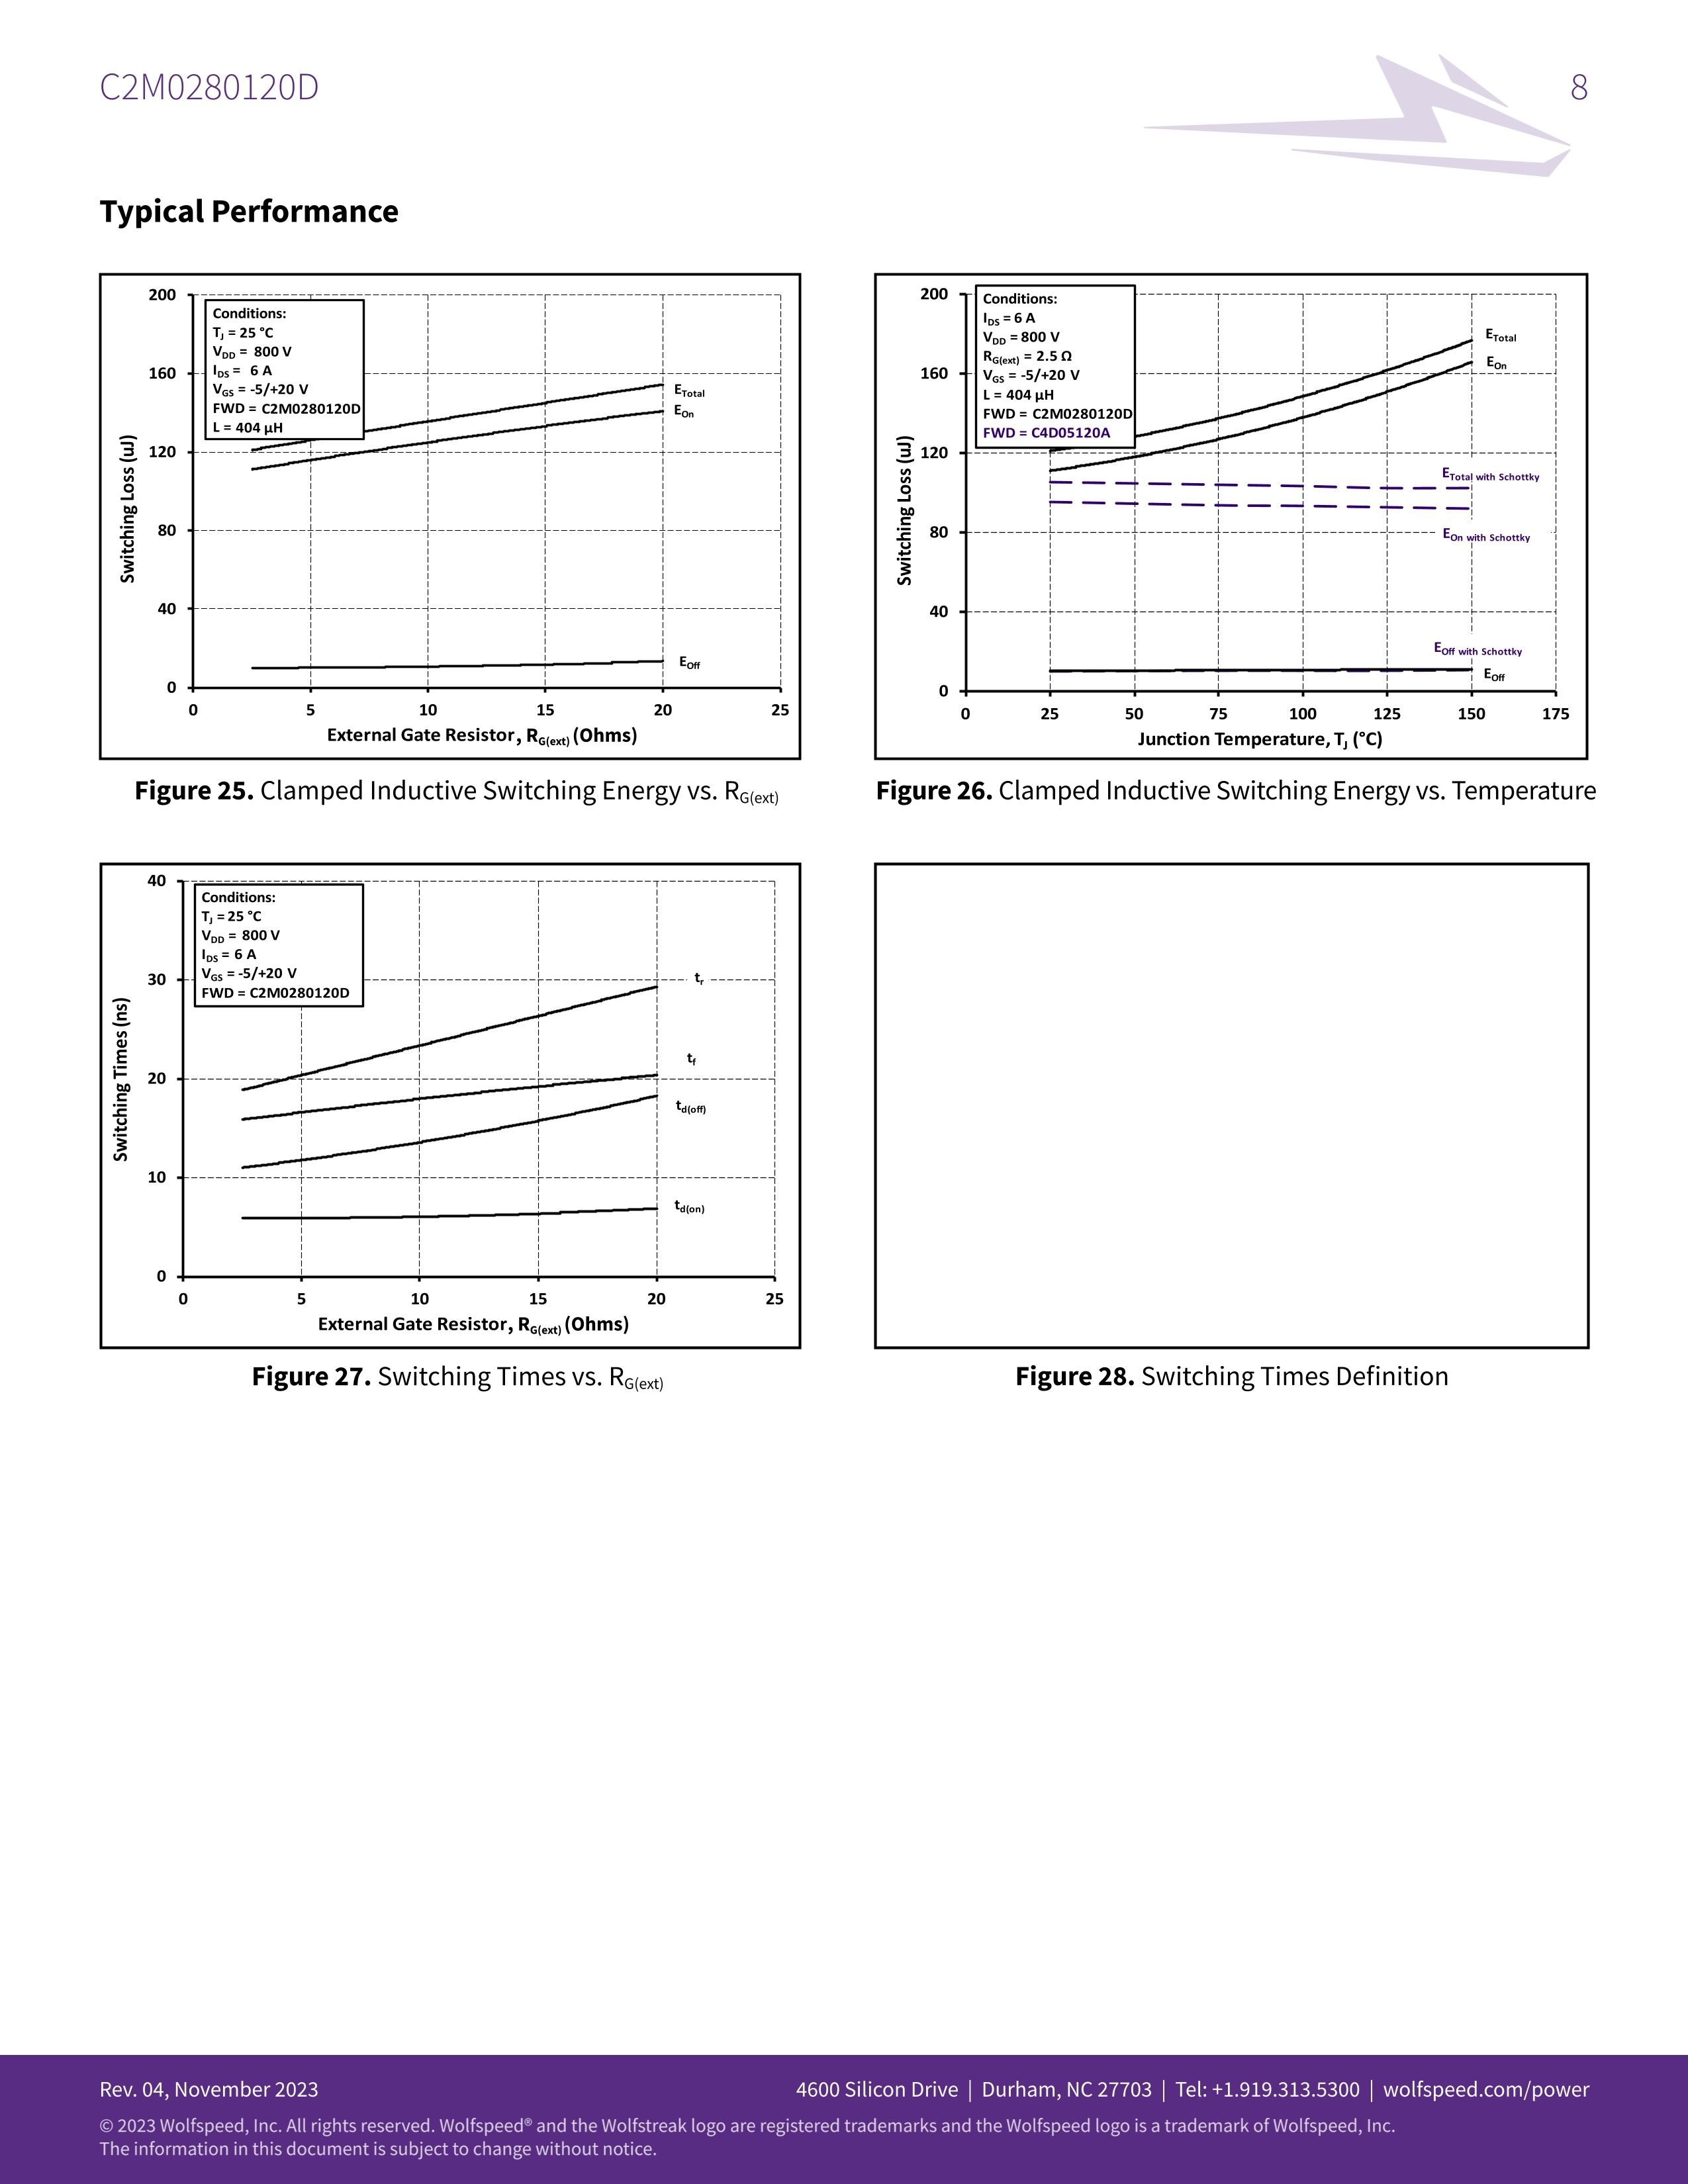 C2M0280120D
8
Typical Performance
200
160
120
80
40
0
Switching Loss (uJ)
Conditions:
TJ = 25 °C
VDD = 800 V
IDS = 6 A
VGS = -5/+20 V
FWD = C2M0280120D
L = 404 μH
ETotal
EOn
EOff
0 5 10 15 20 25
External Gate Resistor, RG(ext) (Ohms)
Figure 25. Clamped Inductive Switching Energy vs. RG(ext)
200
160
120
80
40
0
Switching Loss (uJ)
Conditions:
IDS = 6 A
VDD = 800 V
RG(ext) = 2.5 Ω
VGS = -5/+20 V
L = 404 μH
FWD = C2M0280120D
FWD = C4D05120A
ETotal
EOn
ETotal with Schottky
EOn with Schottky
EOff with Schottky
EOff
0 25 50 75 100 125 150 175
Junction Temperature, TJ (°C)
Figure 26. Clamped Inductive Switching Energy vs. Temperature
40
30
20
10
0
Switching Times (ns)
Conditions:
TJ = 25 °C
VDD = 800 V
IDS = 6 A
VGS = -5/+20 V
FWD = C2M0280120D
tr
tf
td(off)
td(on)
0 5 10 15 20 25
External Gate Resistor, RG(ext) (Ohms)
Figure 27. Switching Times vs. RG(ext)
Figure 28. Switching Times Definition
Rev. 04, November 2023
4600 Silicon Drive | Durham, NC 27703 | Tel: +1.919.313.5300 | wolfspeed.com/power
© 2023 Wolfspeed, Inc. All rights reserved. Wolfspeed® and the Wolfstreak logo are registered trademarks and the Wolfspeed logo is a trademark of Wolfspeed, Inc.
The information in this document is subject to change without notice.